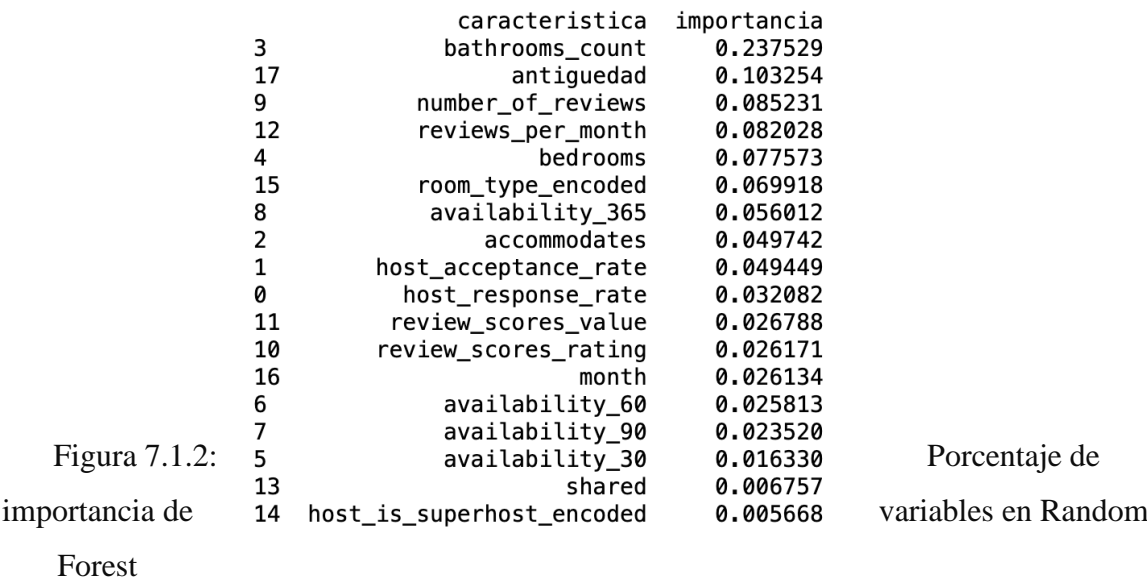 caracteristica importancia
3 bathrooms_count 0.237529
17 antiguedad 0.103254
9 number_of_reviews 0.085231
12 reviews_per_month 0.082028
4 bedrooms 0.077573
15 room_type_encoded 0.069918
8 availability_365 0.056012
2 accommodates 0.049742
1 host_acceptance_rate 0.049449
0 host_response_rate 0.032082
11 review_scores_value 0.026788
10 review_scores_rating 0.026171
16 month 0.026134
6 availability_60 0.025813
7 availability_90 0.023520
5 availability_30 0.016330
13 shared 0.006757
14 host_is_superhost_encoded 0.005668
Figura 7.1.2: Porcentaje de
importancia de variables en Random
Forest